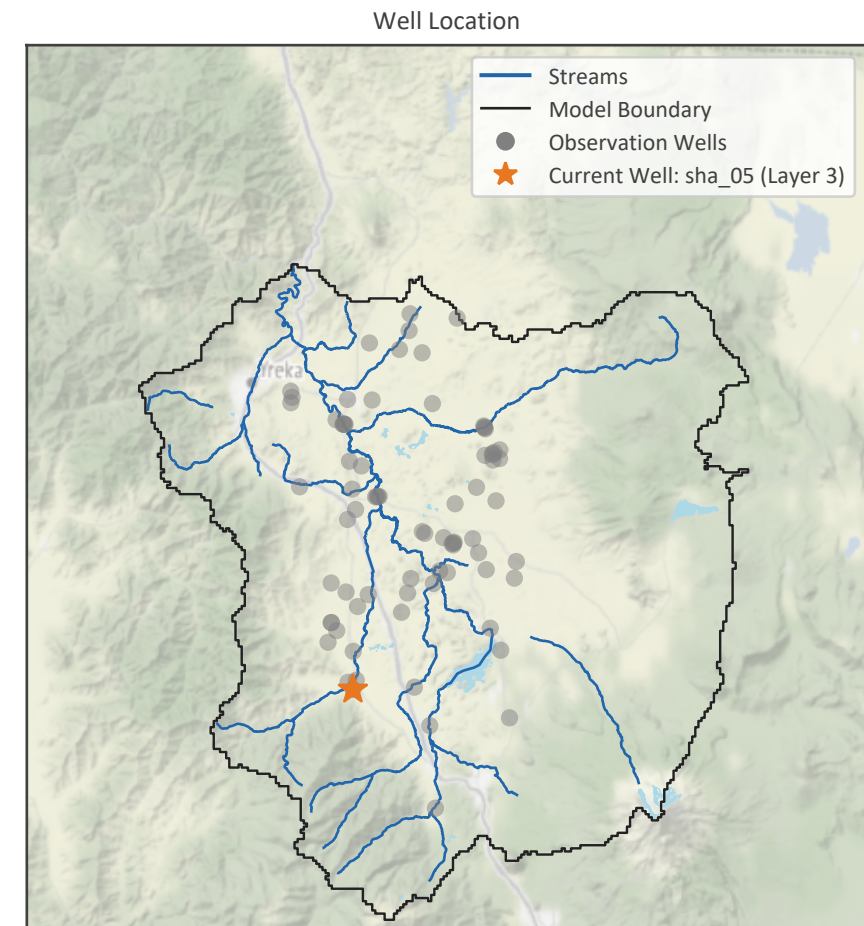 Well Location
Streams
Model Boundary
Observation Wells
Current Well: sha_05 (Layer 3)
Yreka